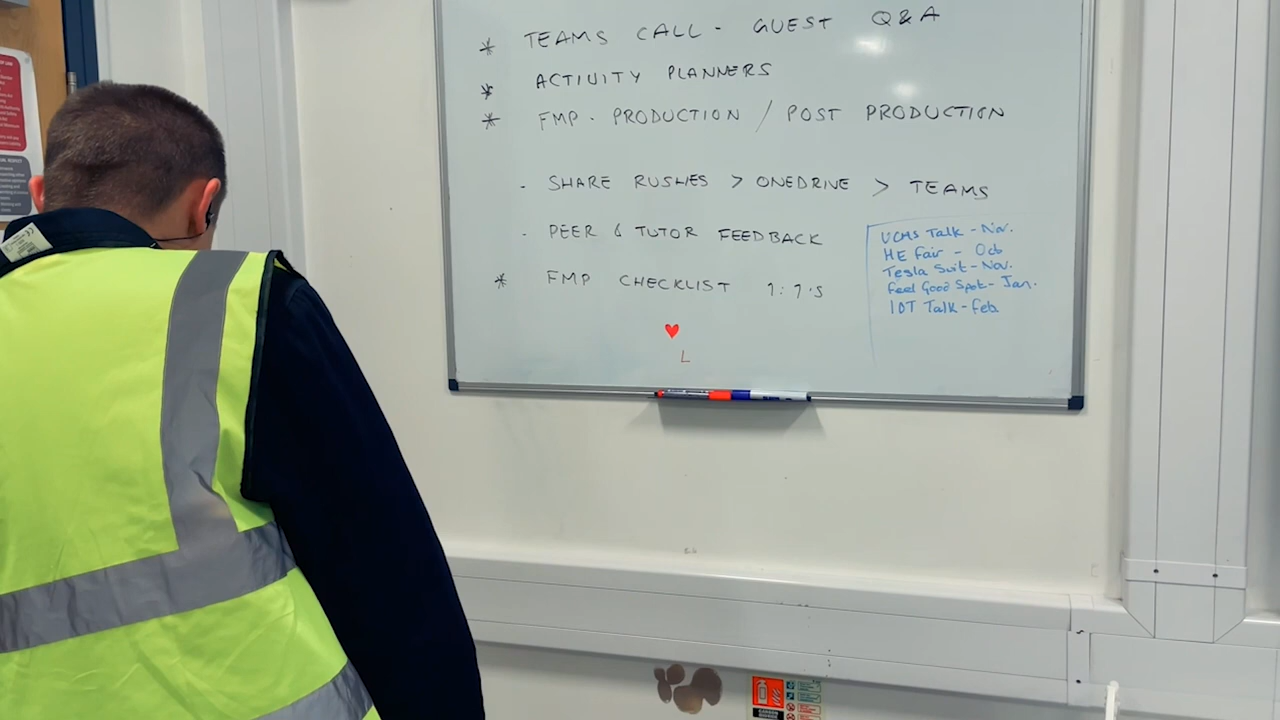 * TEAMS CALL - GUEST Q&A
* ACTIVITY PLANNERS
* FMP - PRODUCTION / POST PRODUCTION
- SHARE RUSHES > ONEDRIVE > TEAMS
- PEER & TUTOR FEEDBACK
* FMP CHECKLIST 1:1's
UCMS Talk - Nov.
HE Fair - Oct
Tesla Suit - Nov.
Feel Good Spot - Jan.
IOT Talk - Feb
L